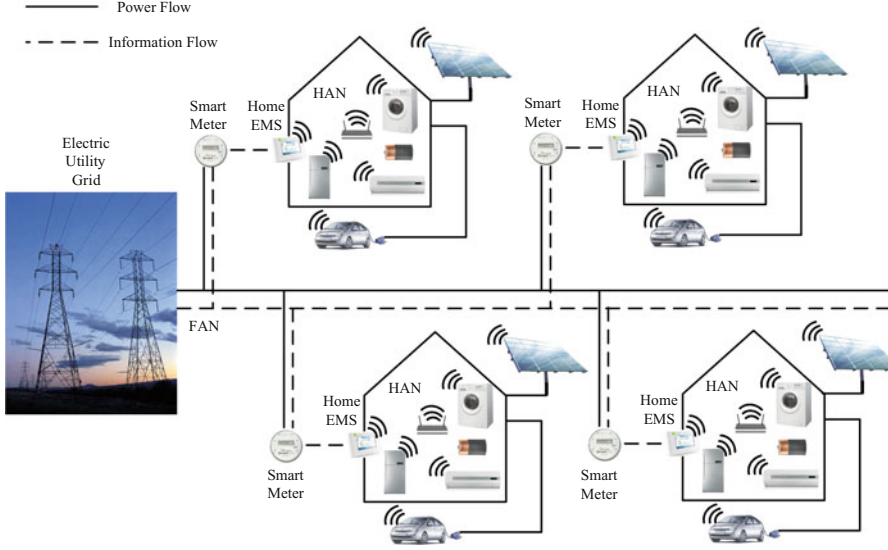 Power Flow
Information Flow
Electric
Utility
Grid
Smart
Meter
Home
EMS
HAN
Smart
Meter
Home
EMS
HAN
FAN
Home
EMS
HAN
Smart
Meter
Home
EMS
HAN
Smart
Meter